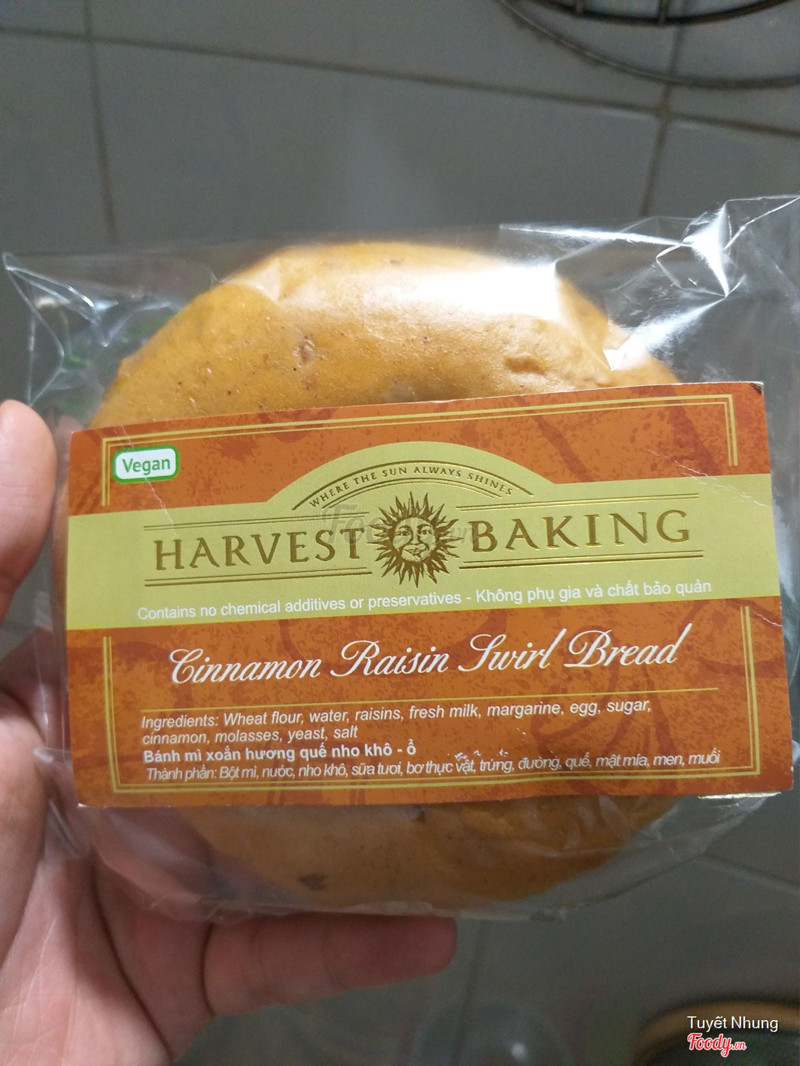 Vegan
WHERE THE SUN ALWAYS SHINES
HARVEST BAKING
Contains no chemical additives or preservatives - Không phụ gia và chất bảo quản
Cinnamon Raisin Swirl Bread
Ingredients: Wheat flour, water, raisins, fresh milk, margarine, egg, sugar,
cinnamon, molasses, yeast, salt
Bánh mì xoắn hương quế nho khô - ổ
Thành phần: Bột mì, nước, nho khô, sữa tươi, bơ thực vật, trứng, đường, quế, mật mía, men, muối
Tuyết Nhung
Foody.vn